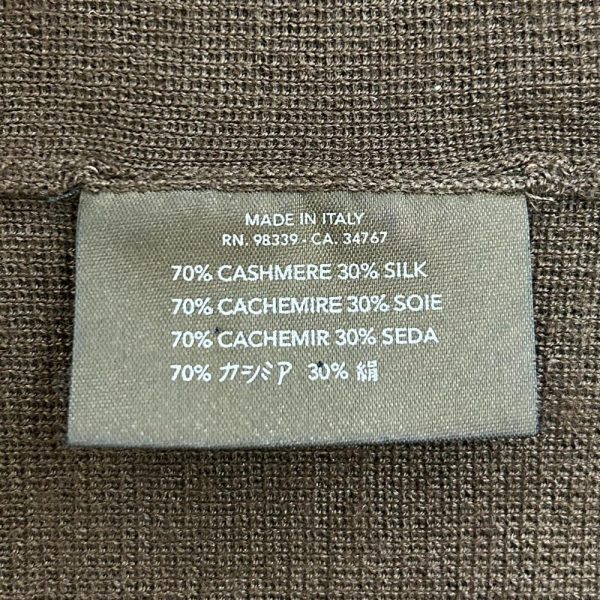 MADE IN ITALY
RN. 98339 - CA. 34767
70% CASHMERE 30% SILK
70% CACHEMIRE 30% SOIE
70% CACHEMIR 30% SEDA
70% カシミア 30% 絹